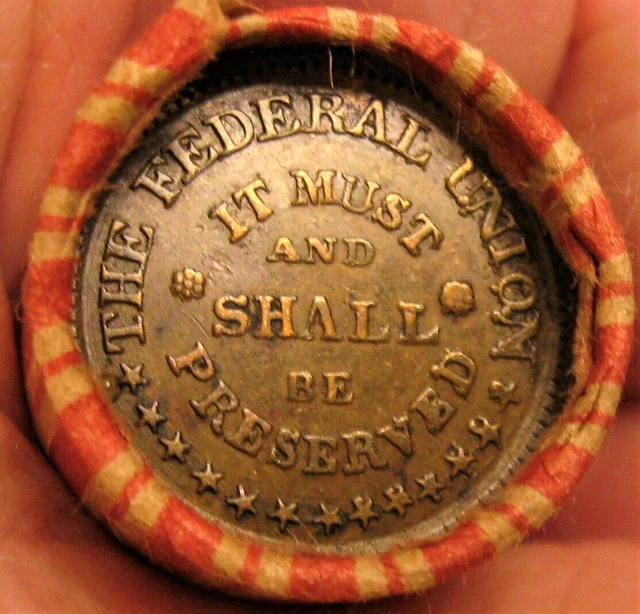 THE FEDERAL UNION
IT MUST
AND
SHALL
BE
PRESERVED